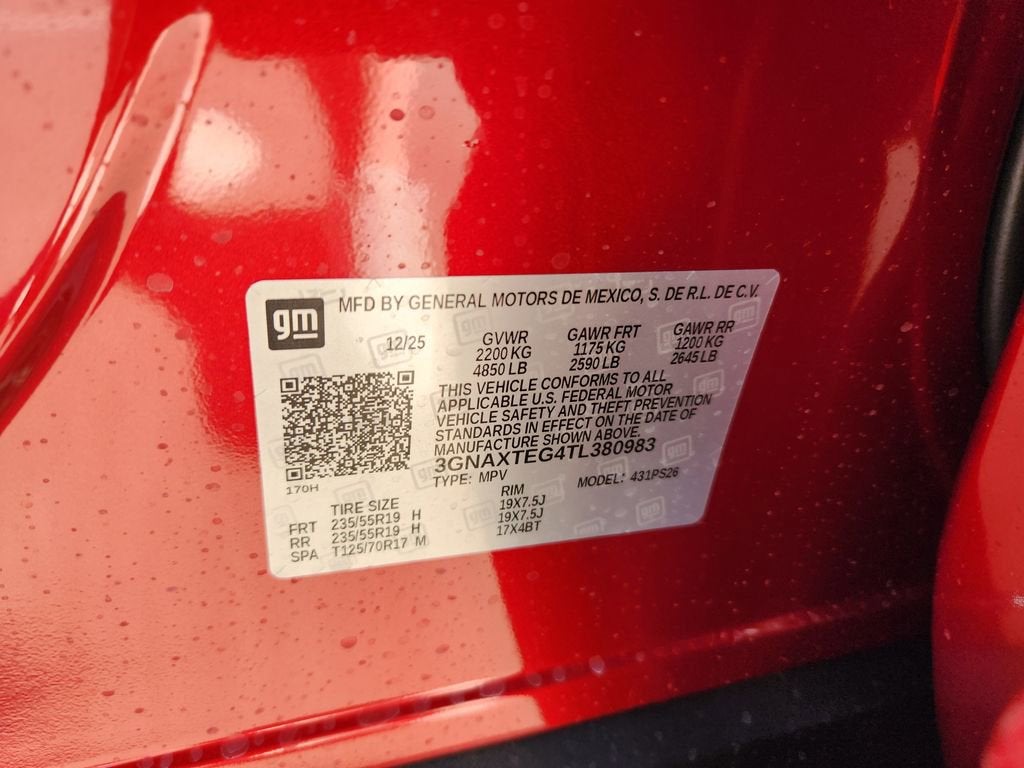 gm MFD BY GENERAL MOTORS DE MEXICO, S. DE R.L. DE C.V.
12/25 GVWR GAWR FRT GAWR RR
2200 KG 1175 KG 1200 KG
4850 LB 2590 LB 2645 LB
THIS VEHICLE CONFORMS TO ALL
APPLICABLE U.S. FEDERAL MOTOR
VEHICLE SAFETY AND THEFT PREVENTION
STANDARDS IN EFFECT ON THE DATE OF
MANUFACTURE SHOWN ABOVE.
3GNAXTEG4TL380983
170H TYPE: MPV MODEL: 431PS26
TIRE SIZE RIM
FRT 235/55R19 H 19X7.5J
RR 235/55R19 H 19X7.5J
SPA T125/70R17 M 17X4BT